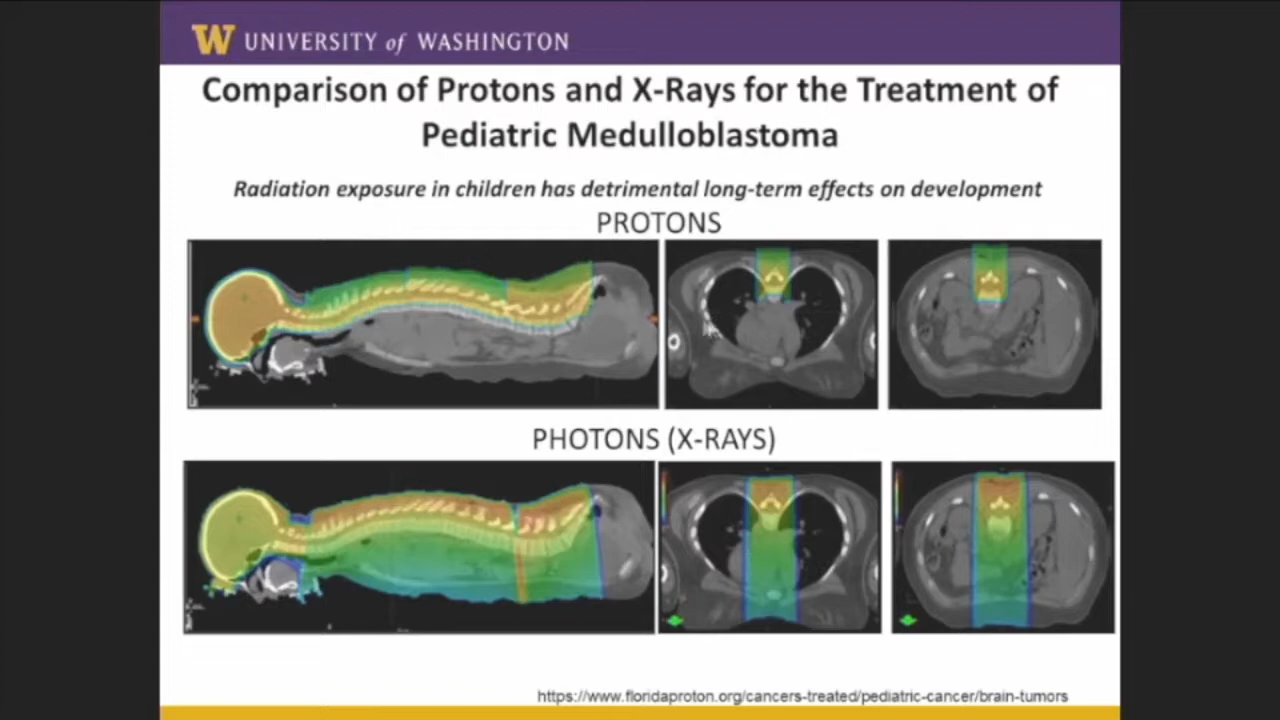 W UNIVERSITY of WASHINGTON
Comparison of Protons and X-Rays for the Treatment of
Pediatric Medulloblastoma
Radiation exposure in children has detrimental long-term effects on development
PROTONS
PHOTONS (X-RAYS)
https://www.floridaproton.org/cancers-treated/pediatric-cancer/brain-tumors